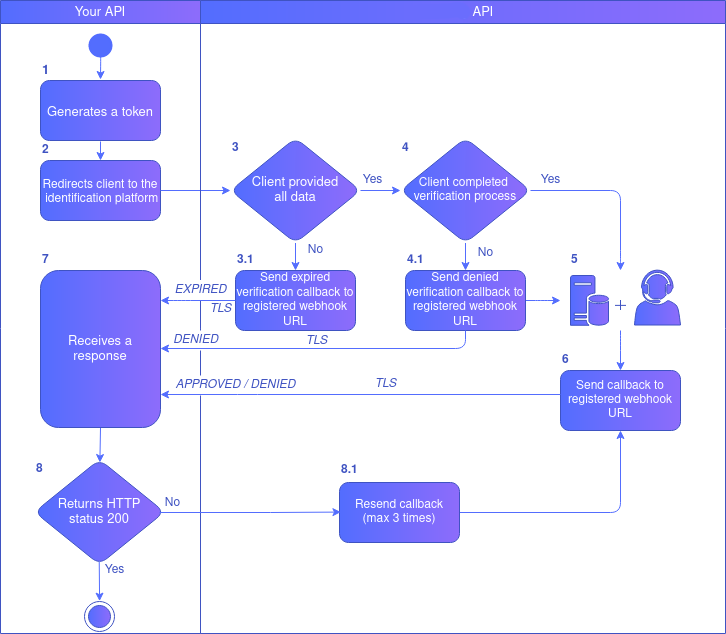 Your API
API
1
Generates a token
2
Redirects client to the
identification platform
3
Client provided
all data
Yes
4
Client completed
verification process
Yes
No
No
3.1
Send expired
verification callback to
registered webhook
URL
4.1
Send denied
verification callback to
registered webhook
URL
5
+
7
Receives a
response
EXPIRED
TLS
DENIED
TLS
APPROVED / DENIED
TLS
6
Send callback to
registered webhook
URL
8
Returns HTTP
status 200
No
Yes
8.1
Resend callback
(max 3 times)